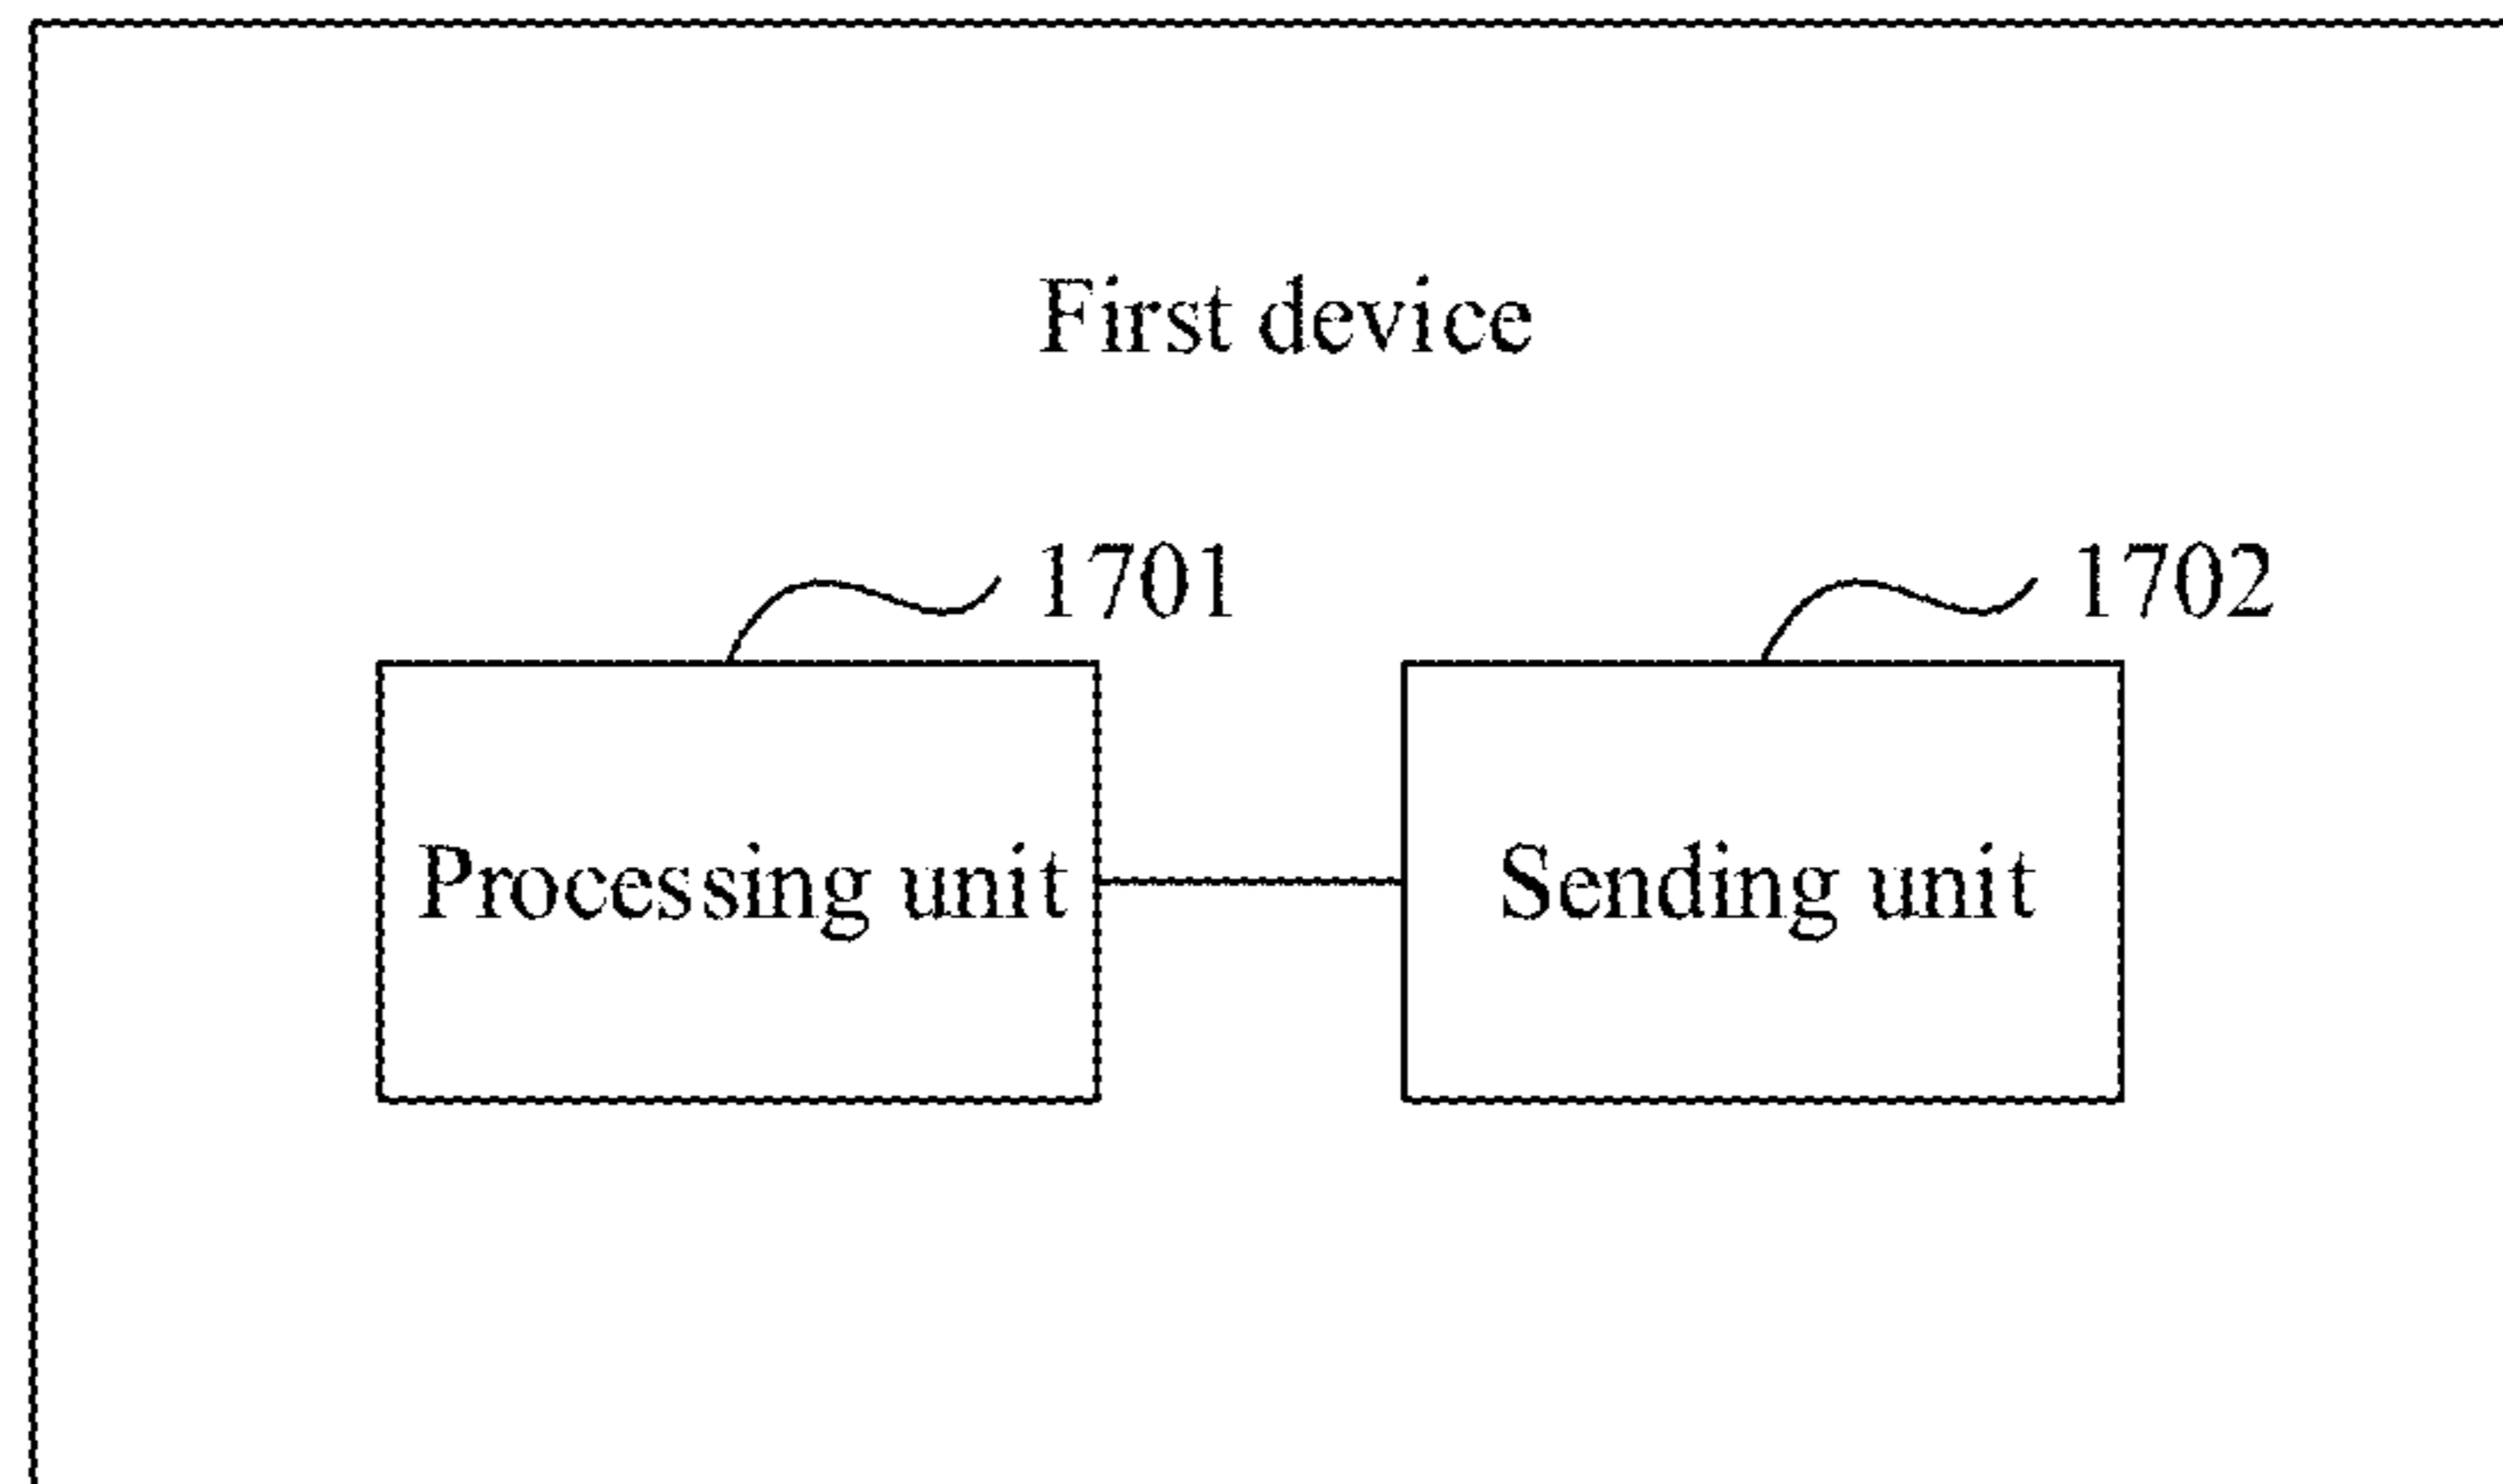 First device
1701
1702
Processing unit
Sending unit